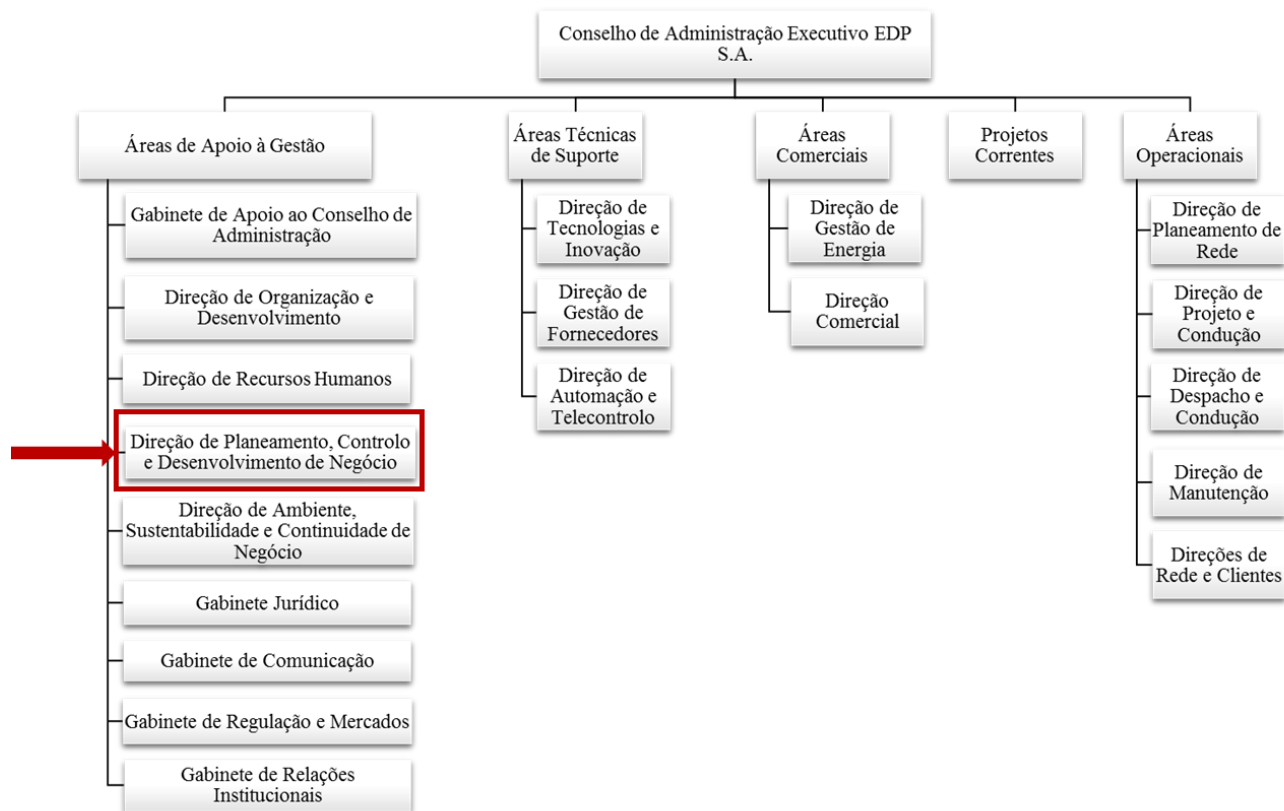 Conselho de Administração Executivo EDP
S.A.
Áreas de Apoio à Gestão
Gabinete de Apoio ao Conselho de
Administração
Direção de Organização e
Desenvolvimento
Direção de Recursos Humanos
Direção de Planeamento, Controlo
e Desenvolvimento de Negócio
Direção de Ambiente,
Sustentabilidade e Continuidade de
Negócio
Gabinete Jurídico
Gabinete de Comunicação
Gabinete de Regulação e Mercados
Gabinete de Relações
Institucionais
Áreas Técnicas
de Suporte
Direção de
Tecnologias e
Inovação
Direção de
Gestão de
Fornecedores
Direção de
Automação e
Telecontrolo
Áreas
Comerciais
Direção de
Gestão de
Energia
Direção
Comercial
Projetos
Correntes
Áreas
Operacionais
Direção de
Planeamento de
Rede
Direção de
Projeto e
Condução
Direção de
Despacho e
Condução
Direção de
Manutenção
Direções de
Rede e Clientes